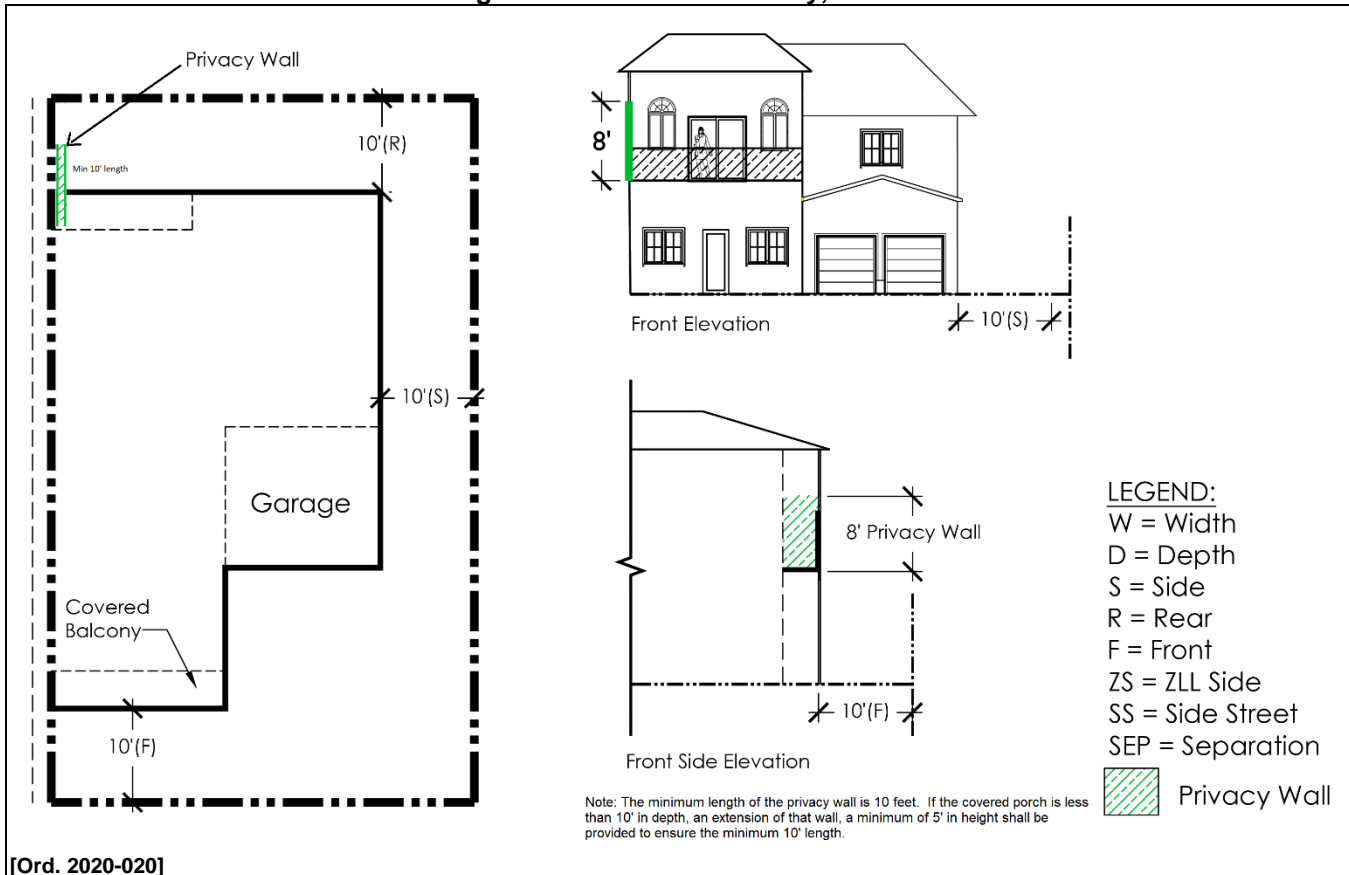 Privacy Wall
10'(R)
Min 10' length
10'(S)
Garage
Covered
Balcony
10'(F)
8'
Front Elevation
10'(S)
8' Privacy Wall
10'(F)
Front Side Elevation
LEGEND:
W = Width
D = Depth
S = Side
R = Rear
F = Front
ZS = ZLL Side
SS = Side Street
SEP = Separation
Privacy Wall
Note: The minimum length of the privacy wall is 10 feet. If the covered porch is less
than 10' in depth, an extension of that wall, a minimum of 5' in height shall be
provided to ensure the minimum 10' length.
[Ord. 2020-020]